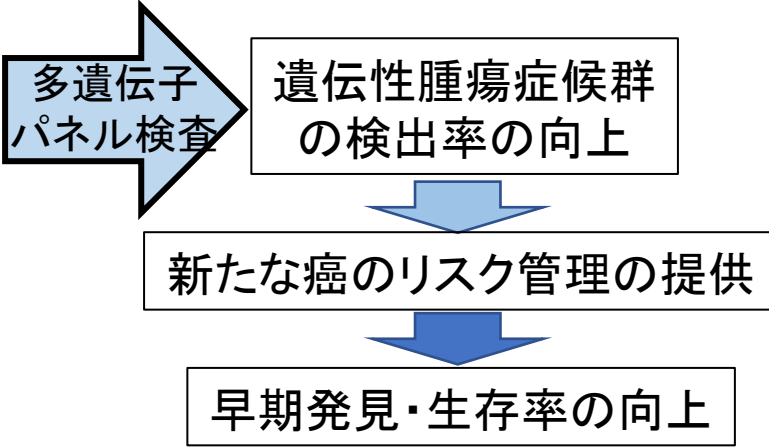 多遺伝子
パネル検査
遺伝性腫瘍症候群
の検出率の向上
新たな癌のリスク管理の提供
早期発見・生存率の向上